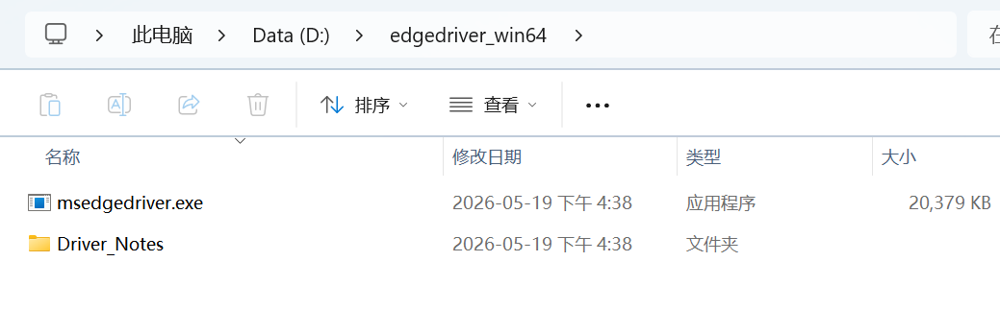 此电脑 Data (D:) edgedriver_win64 在
排序 查看
名称 修改日期 类型 大小
msedgedriver.exe 2026-05-19 下午 4:38 应用程序 20,379 KB
Driver_Notes 2026-05-19 下午 4:38 文件夹